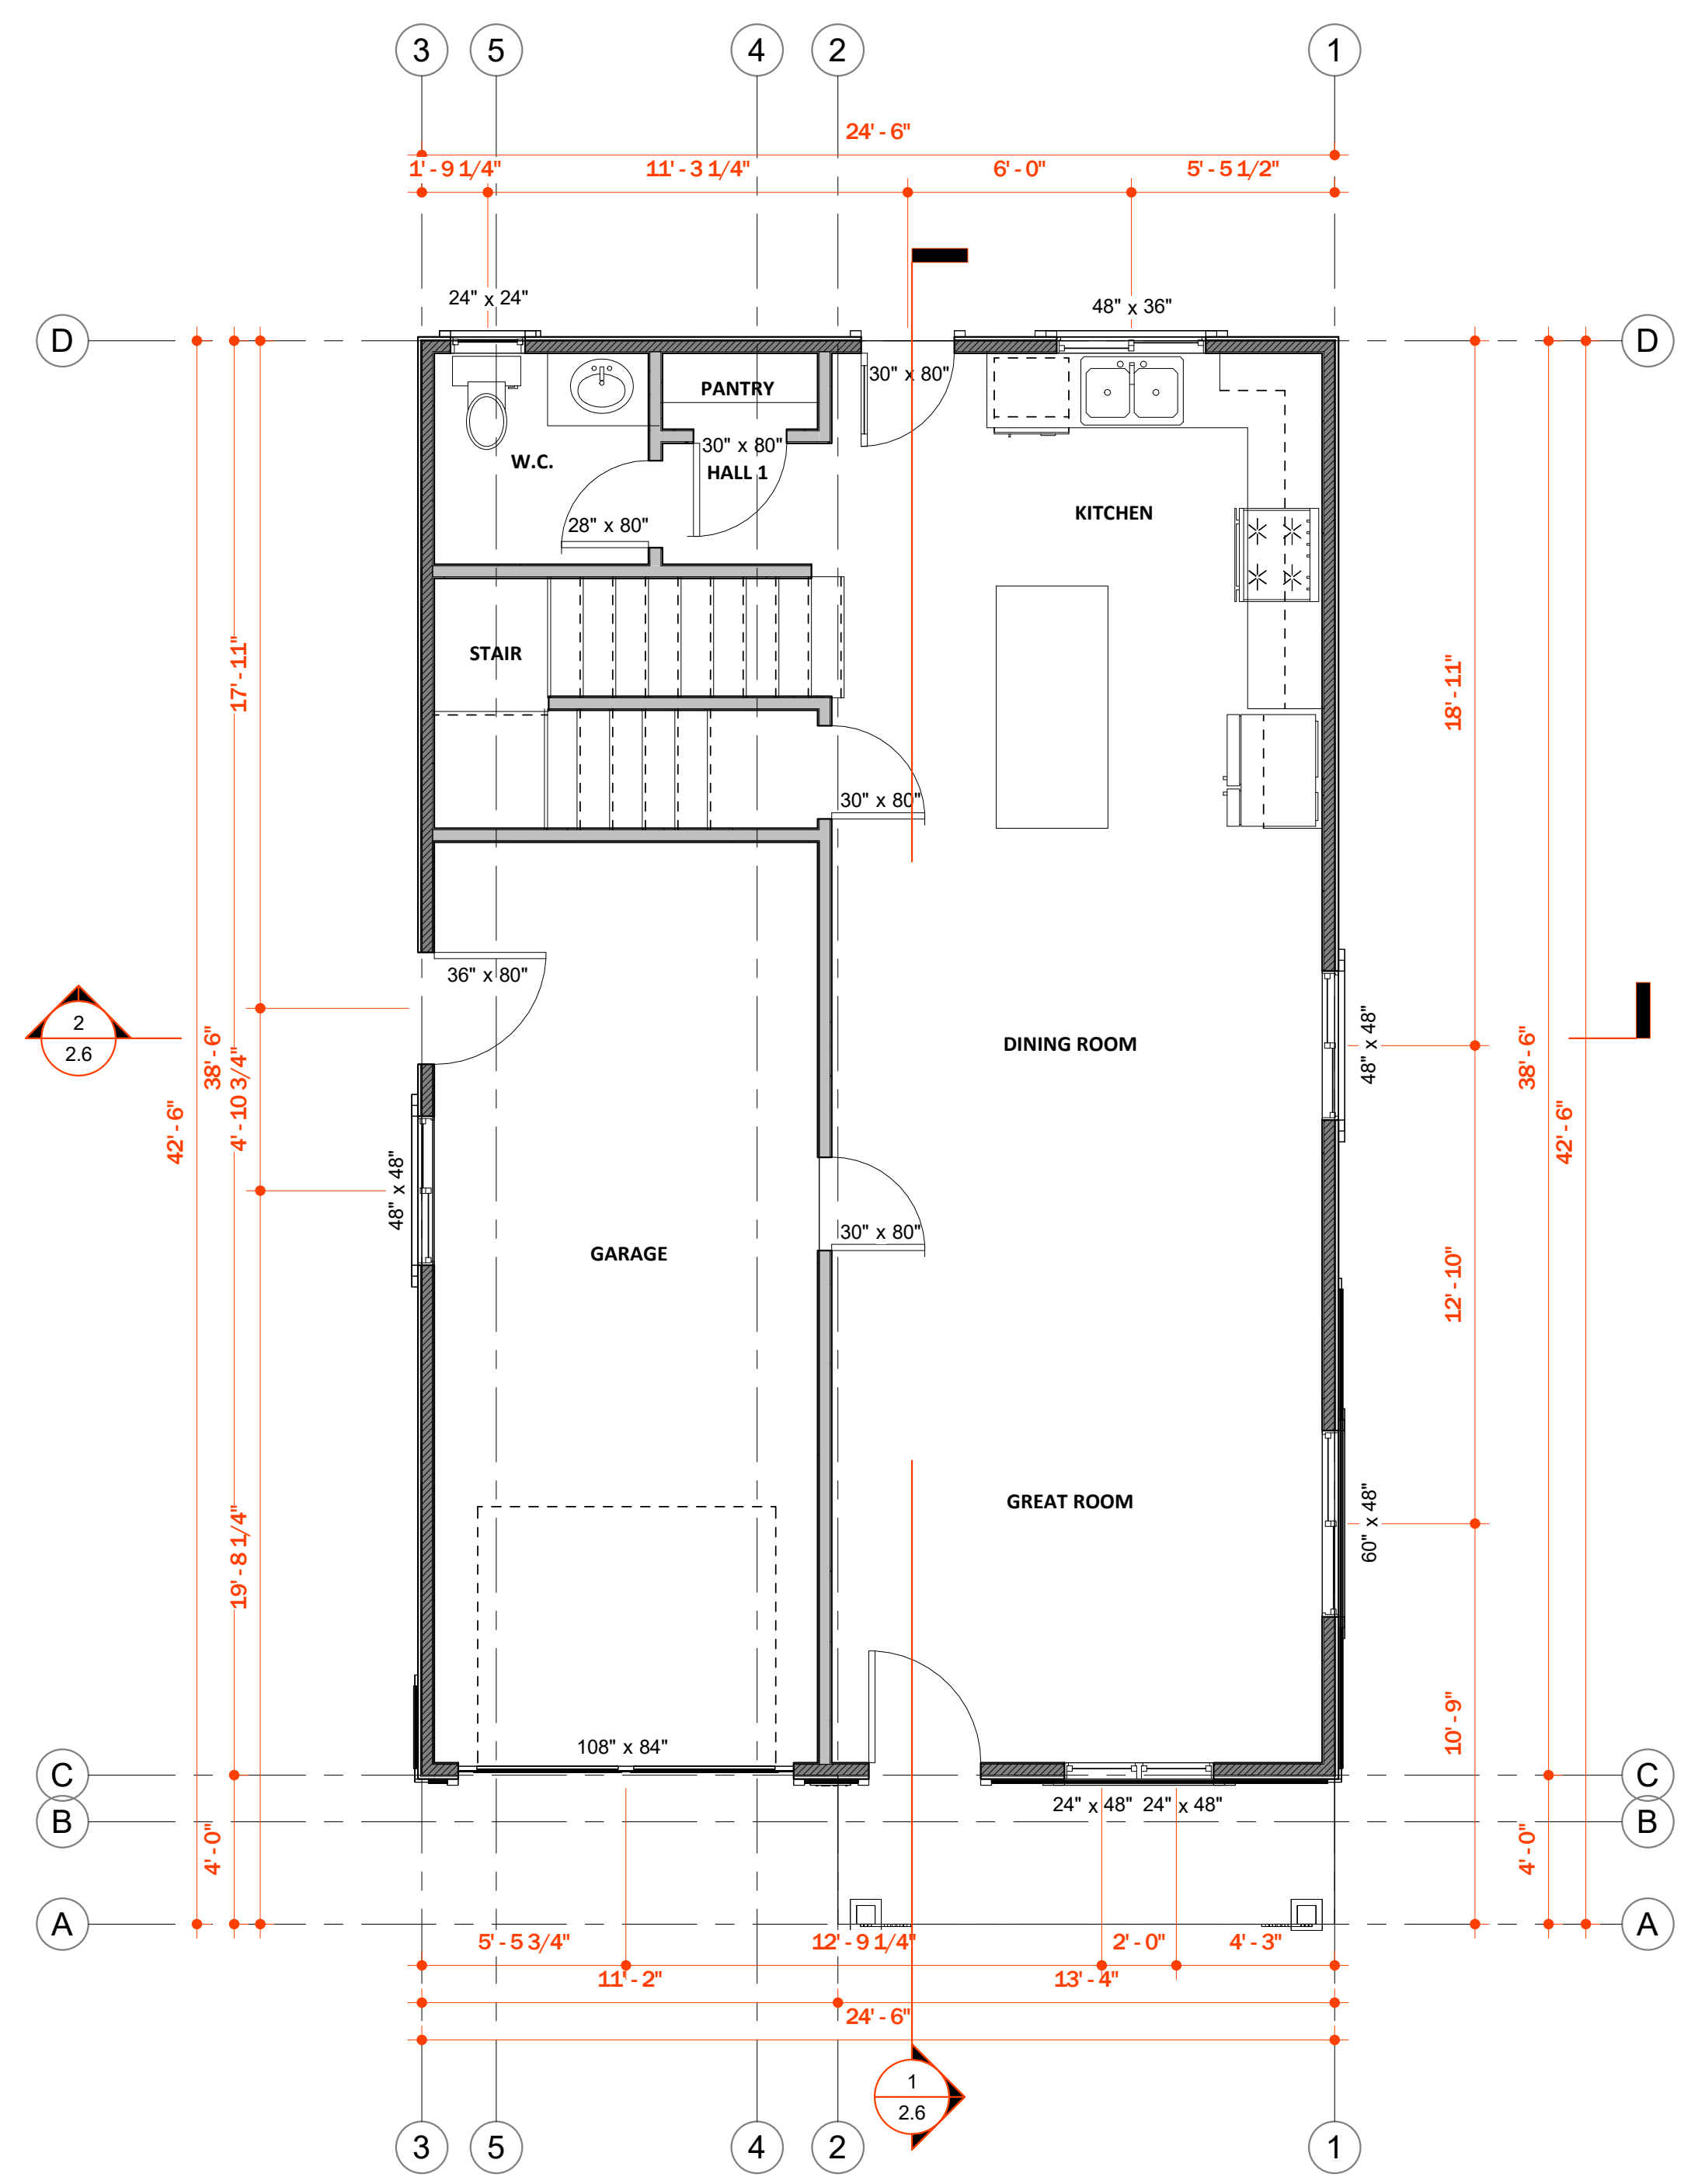 3 5 4 2 1
24' - 6"
1' - 9 1/4" 11' - 3 1/4" 6' - 0" 5' - 5 1/2"
24" x 24" 48" x 36"
D D
30" x 80"
PANTRY
30" x 80"
W.C.
HALL 1
KITCHEN
28" x 80"
STAIR
17' - 11"
18' - 11"
30" x 80"
36" x 80"
2
2.6
38' - 6"
4' - 10 3/4"
42' - 6"
DINING ROOM
48" x 48"
38' - 6"
42' - 6"
48" x 48"
30" x 80"
GARAGE
12' - 10"
GREAT ROOM
60" x 48"
19' - 8 1/4"
10' - 9"
108" x 84"
C C
24" x 48" 24" x 48"
B B
4' - 0" 4' - 0"
A A
5' - 5 3/4" 12' - 9 1/4" 2' - 0" 4' - 3"
11' - 2" 13' - 4"
24' - 6"
1
2.6
3 5 4 2 1